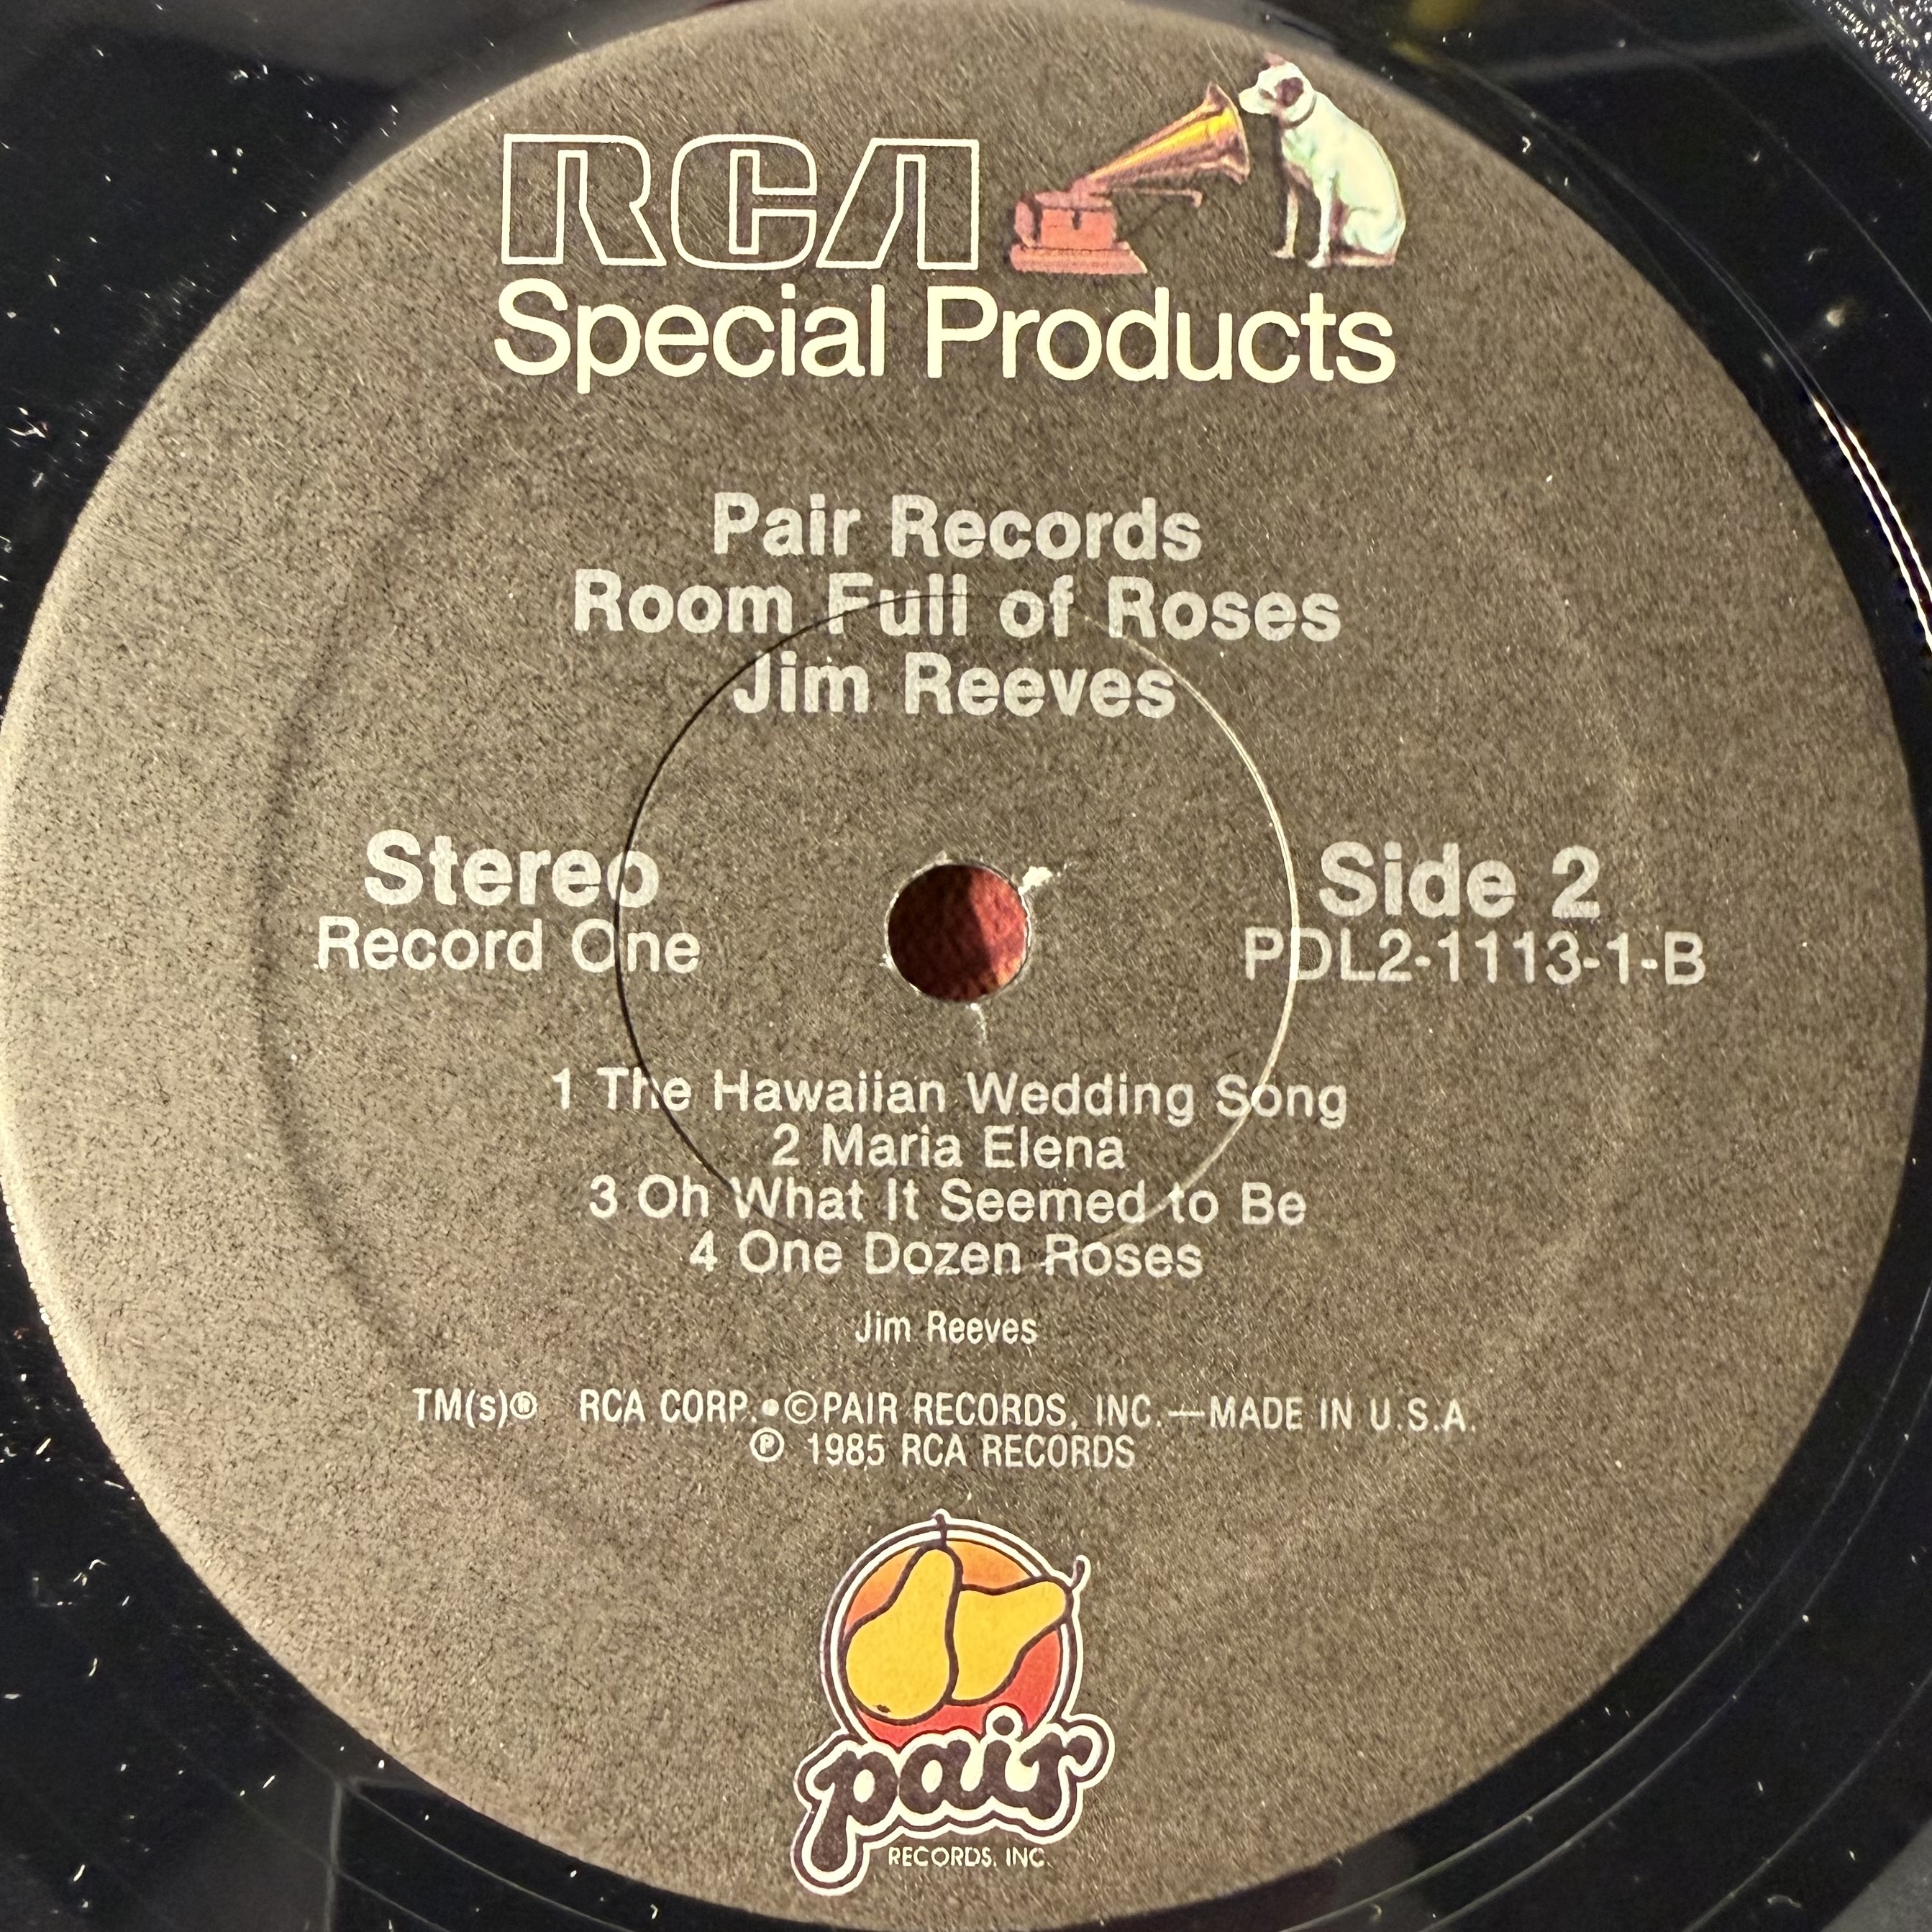 RCA
Special Products
Pair Records
Room Full of Roses
Jim Reeves
Stereo
Record One
Side 2
PDL2-1113-1-B
1 The Hawaiian Wedding Song
2 Maria Elena
3 Oh What It Seemed to Be
4 One Dozen Roses
Jim Reeves
TM(s)® RCA CORP.•©PAIR RECORDS, INC.—MADE IN U.S.A.
℗ 1985 RCA RECORDS
pair
RECORDS, INC.